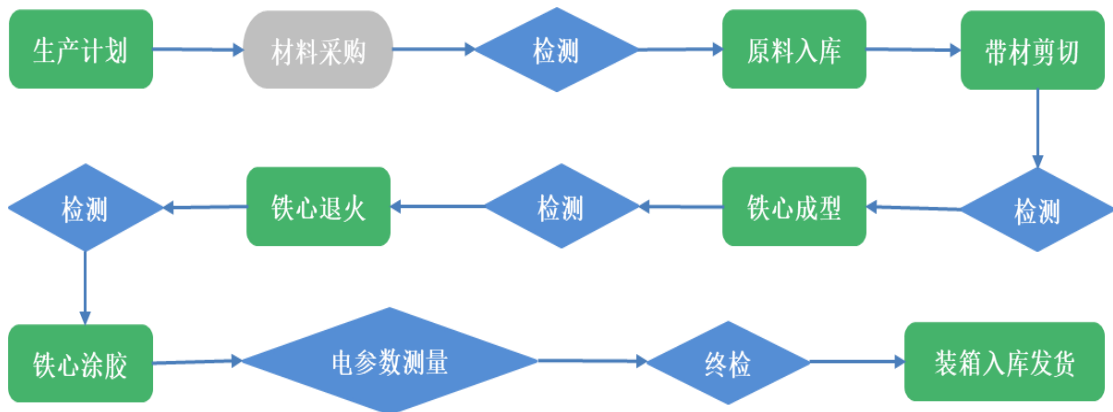 生产计划
材料采购
检测
原料入库
带材剪切
检测
铁心成型
检测
铁心退火
检测
铁心涂胶
电参数测量
终检
装箱入库发货